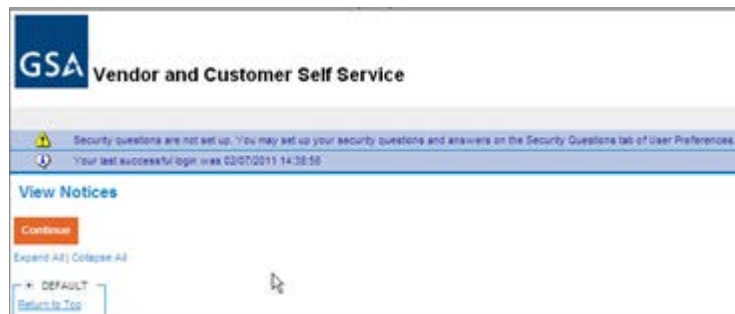 GSA
Vendor and Customer Self Service
Security questions are not set up. You may set up your security questions and answers on the Security Questions tab of User Preferences.
Your last successful login was 02/07/2011 14:38:56
View Notices
Continue
Expand All | Collapse All
DEFAULT
Return to Top